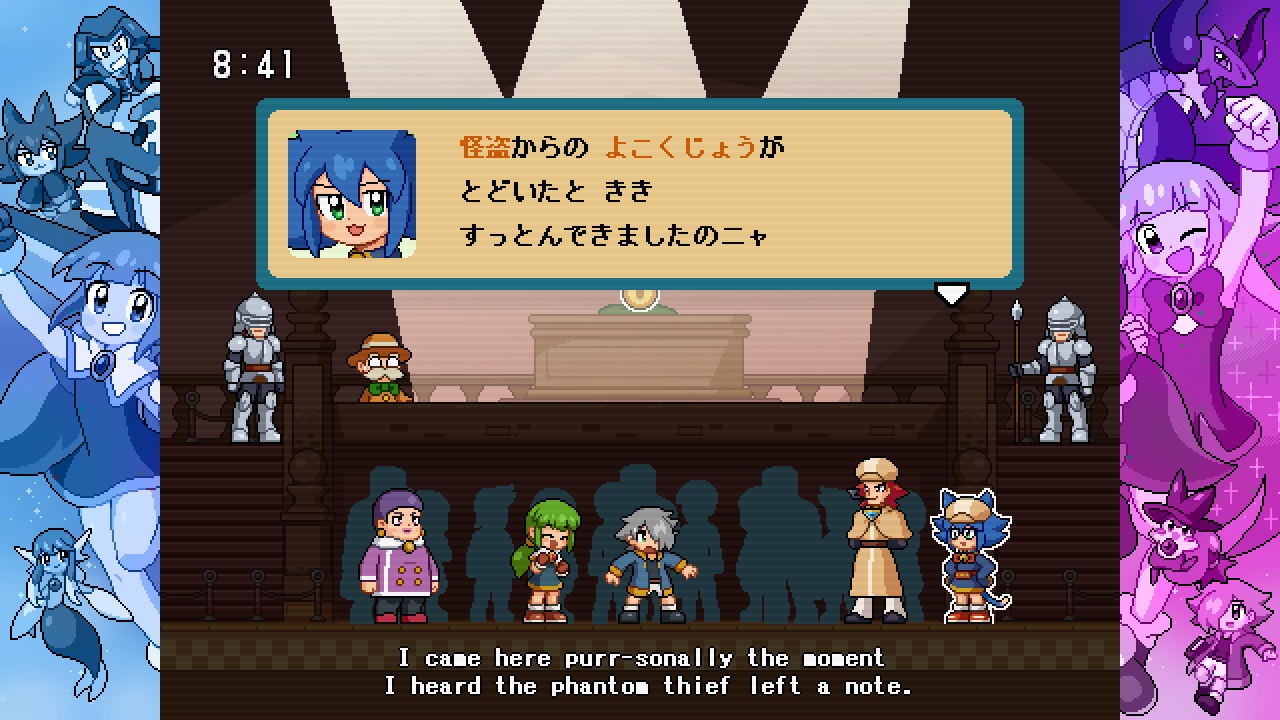 8:41
怪盗からの よこくじょうが
とどいたと きき
すっとんできましたのニャ
I came here purr-sonally the moment
I heard the phantom thief left a note.